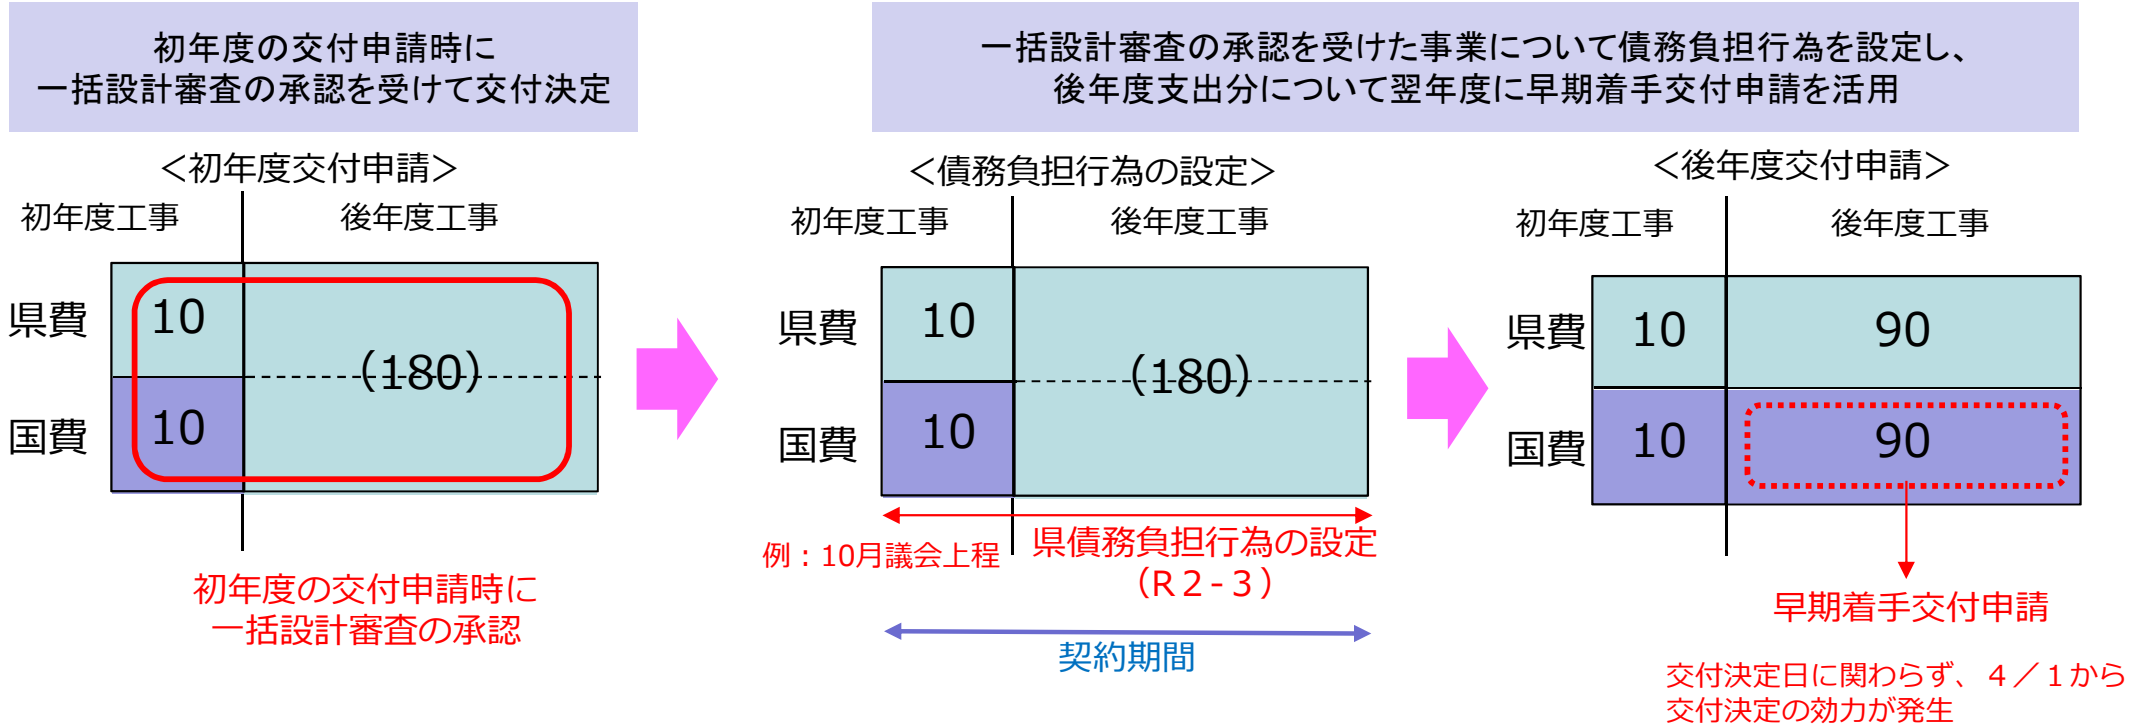 初年度の交付申請時に
一括設計審査の承認を受けて交付決定
一括設計審査の承認を受けた事業について債務負担行為を設定し、
後年度支出分について翌年度に早期着手交付申請を活用
＜初年度交付申請＞
初年度工事
後年度工事
県費
10
（180）
国費
10
初年度の交付申請時に
一括設計審査の承認
＜債務負担行為の設定＞
初年度工事
後年度工事
県費
10
（180）
国費
10
例：10月議会上程
県債務負担行為の設定
（R２-３）
契約期間
＜後年度交付申請＞
初年度工事
後年度工事
県費
10
90
国費
10
90
早期着手交付申請
交付決定日に関わらず、４／１から
交付決定の効力が発生